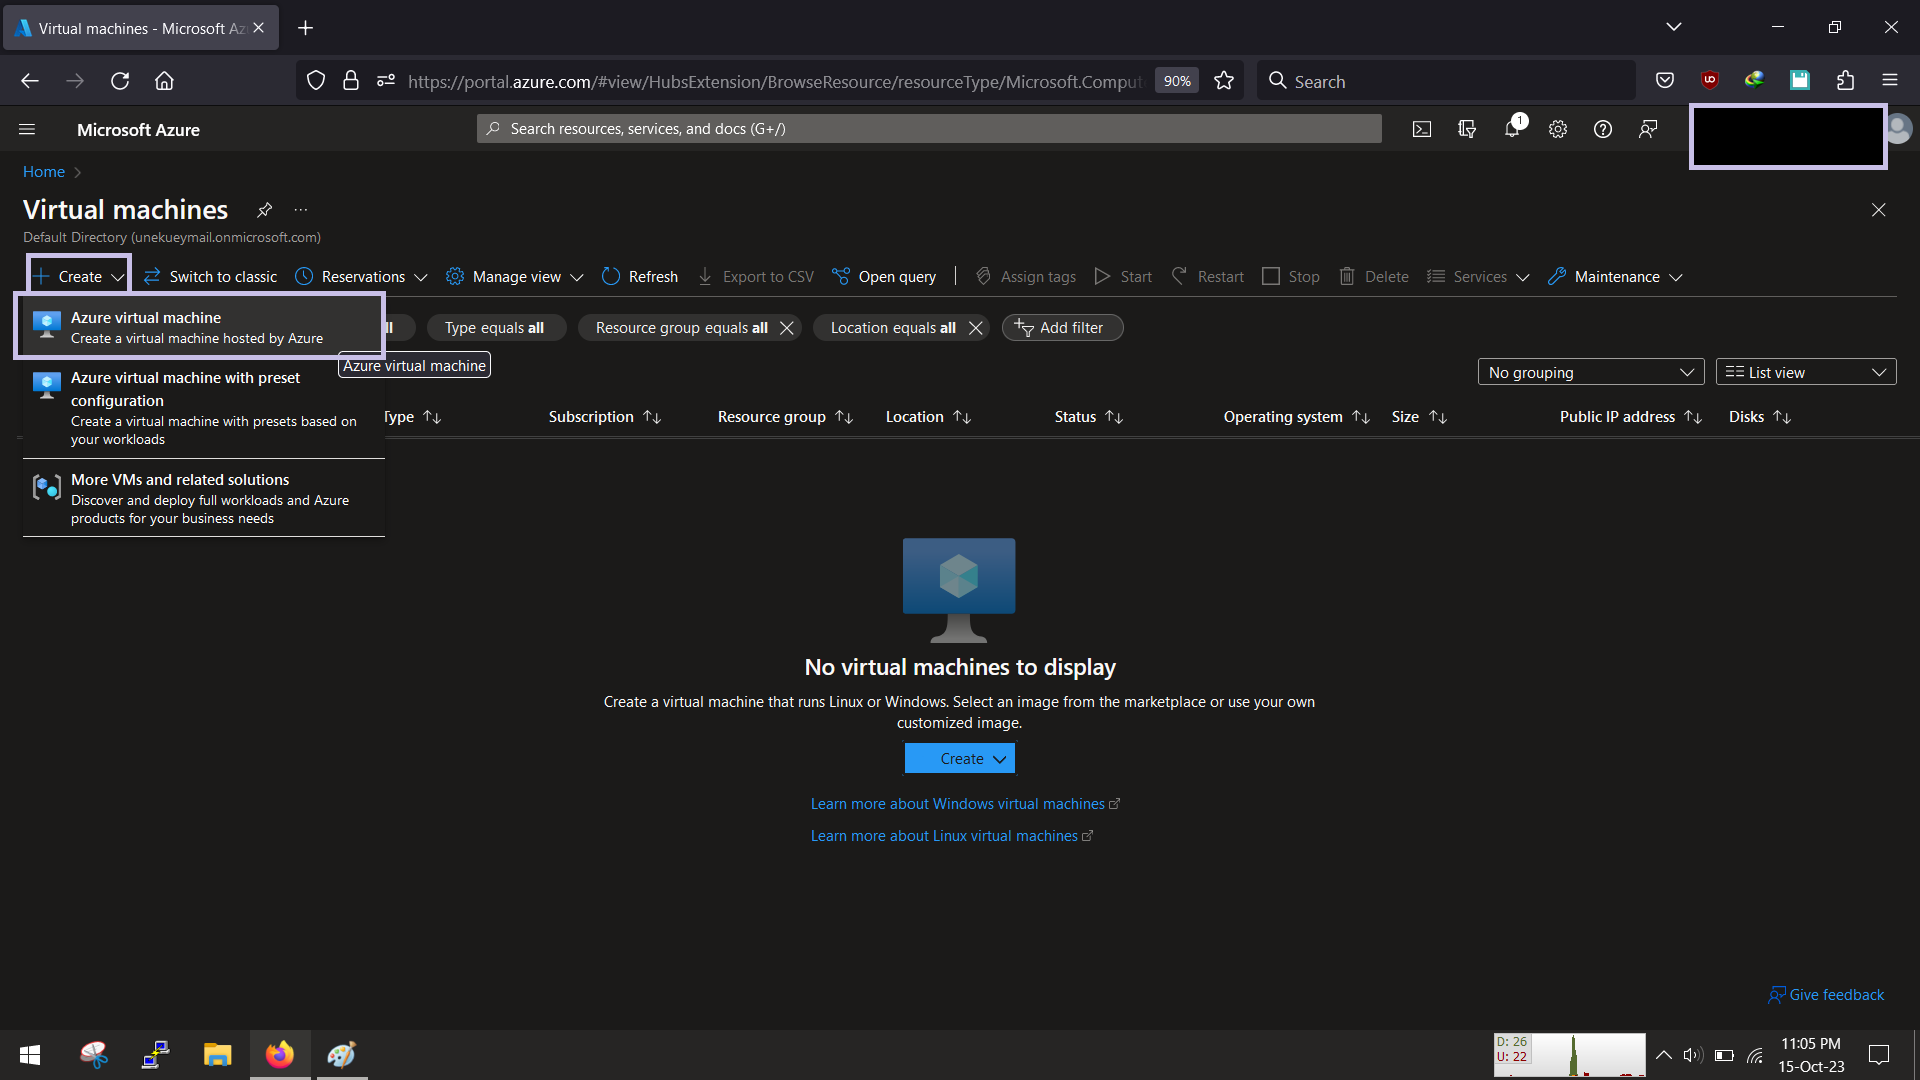 Virtual machines - Microsoft Az
https://portal.azure.com/#view/HubsExtension/BrowseResource/resourceType/Microsoft.Compute
90%
Search
Microsoft Azure
Search resources, services, and docs (G+/)
1
Home
Virtual machines
Default Directory (unekueymail.onmicrosoft.com)
Create
Switch to classic
Reservations
Manage view
Refresh
Export to CSV
Open query
Assign tags
Start
Restart
Stop
Delete
Services
Maintenance
Azure virtual machine
Create a virtual machine hosted by Azure
ll
Type equals all
Resource group equals all
Location equals all
Add filter
Azure virtual machine
Azure virtual machine with preset
configuration
Create a virtual machine with presets based on
your workloads
No grouping
List view
Type
Subscription
Resource group
Location
Status
Operating system
Size
Public IP address
Disks
More VMs and related solutions
Discover and deploy full workloads and Azure
products for your business needs
No virtual machines to display
Create a virtual machine that runs Linux or Windows. Select an image from the marketplace or use your own
customized image.
Create
Learn more about Windows virtual machines
Learn more about Linux virtual machines
Give feedback
D: 26
U: 22
11:05 PM
15-Oct-23